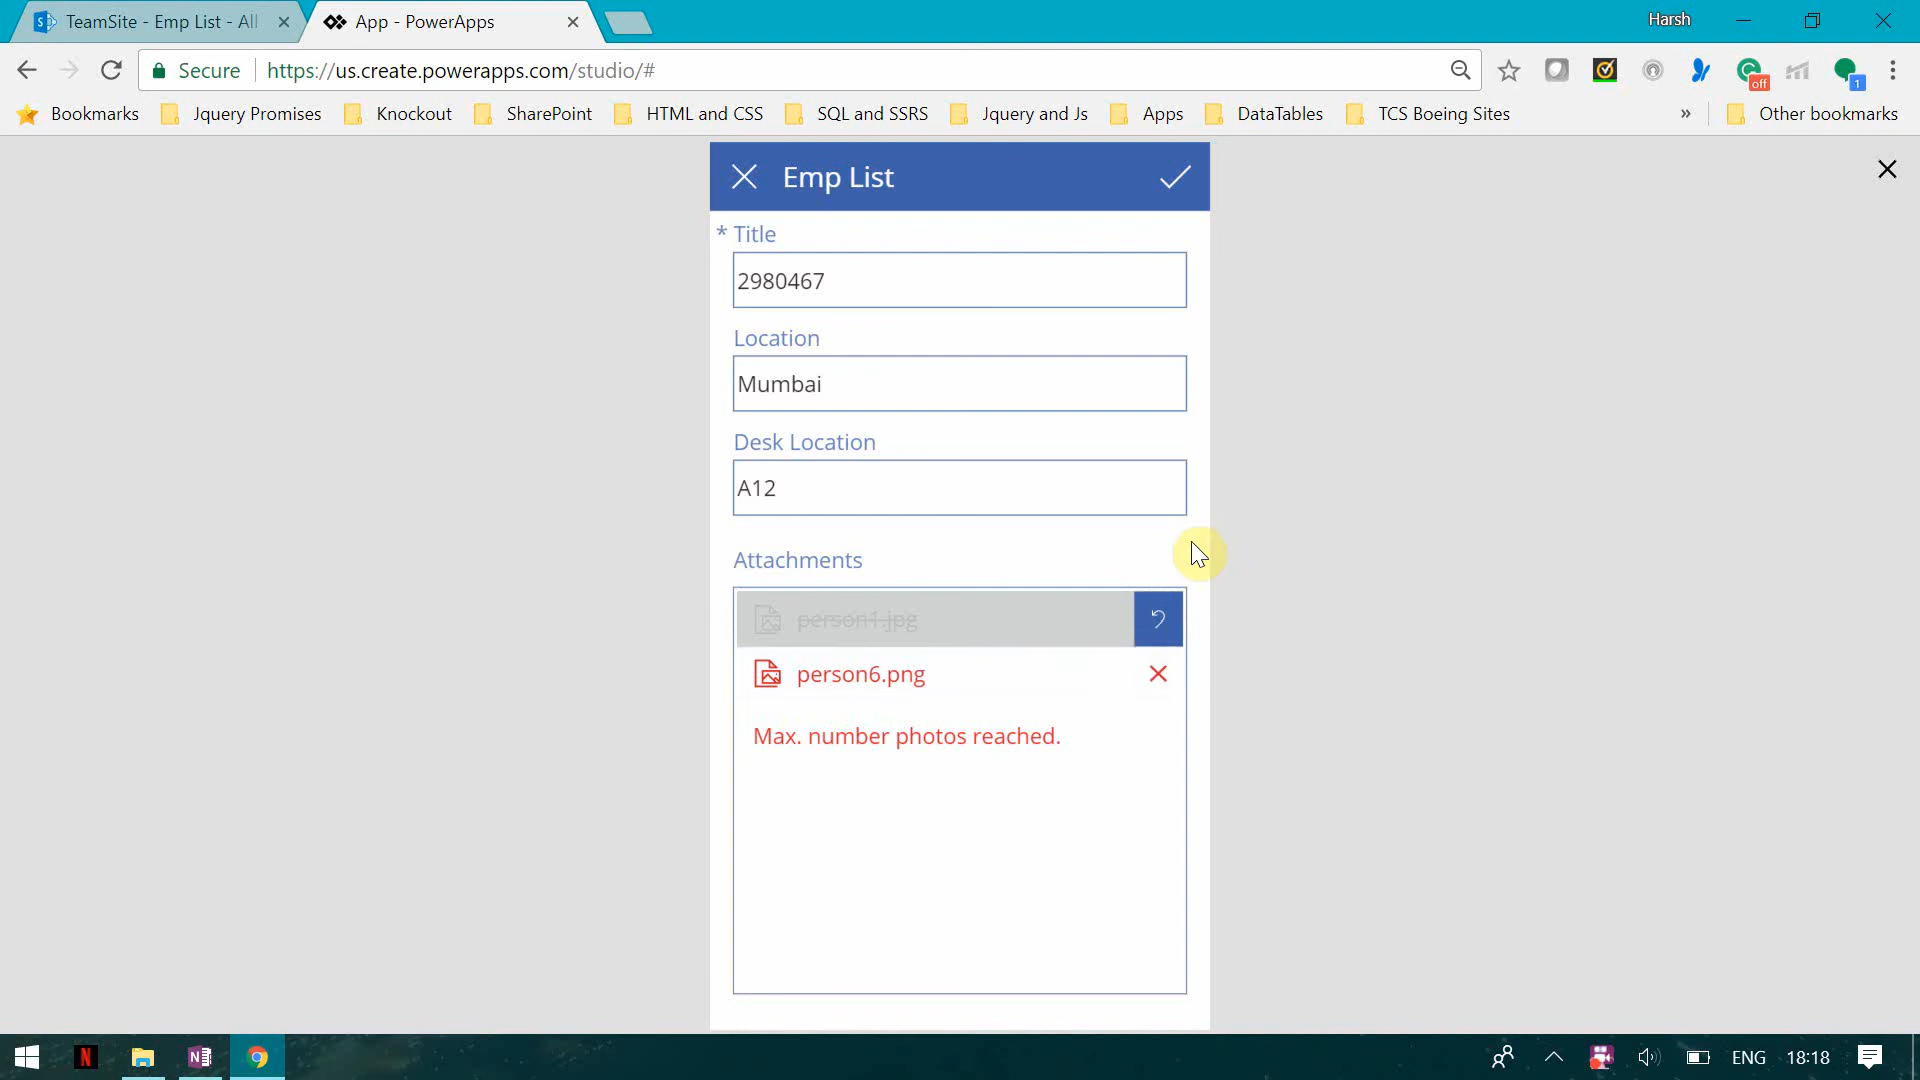 TeamSite - Emp List - All
App - PowerApps
Harsh
Secure
https://us.create.powerapps.com/studio/#
off
1
Bookmarks
Jquery Promises
Knockout
SharePoint
HTML and CSS
SQL and SSRS
Jquery and Js
Apps
DataTables
TCS Boeing Sites
»
Other bookmarks
Emp List
* Title
2980467
Location
Mumbai
Desk Location
A12
Attachments
person1.jpg
person6.png
Max. number photos reached.
ENG
18:18